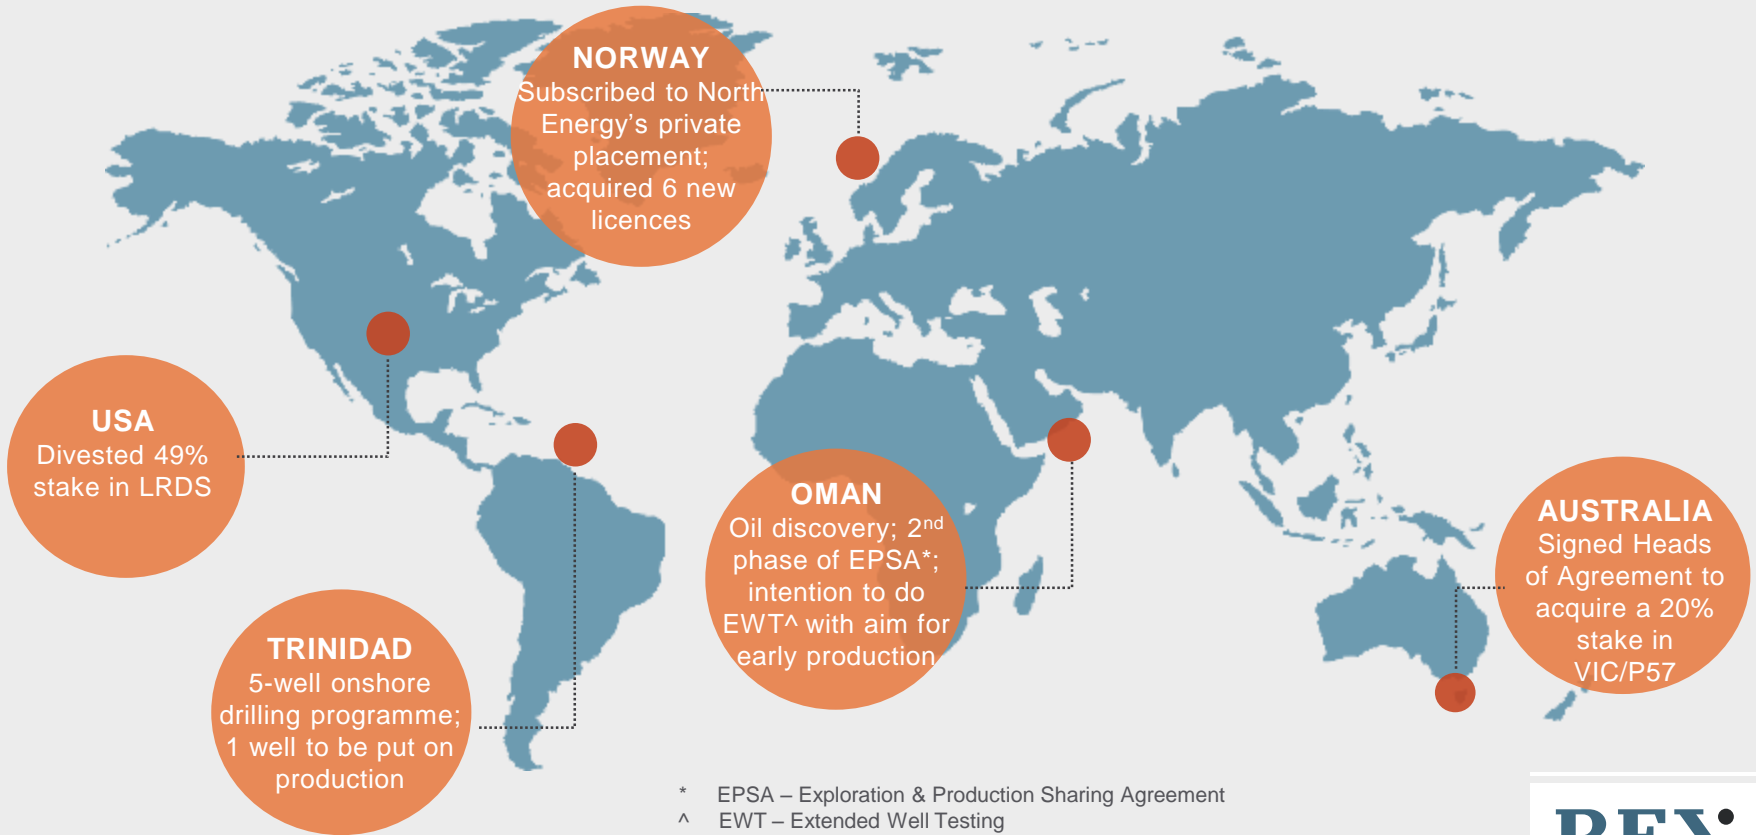 NORWAY
Subscribed to North
Energy's private
placement;
acquired 6 new
licences
USA
Divested 49%
stake in LRDS
TRINIDAD
5-well onshore
drilling programme;
1 well to be put on
production
OMAN
Oil discovery; 2nd
phase of EPSA*;
intention to do
EWT^ with aim for
early production
AUSTRALIA
Signed Heads
of Agreement to
acquire a 20%
stake in
VIC/P57
* EPSA – Exploration & Production Sharing Agreement
^ EWT – Extended Well Testing
REX